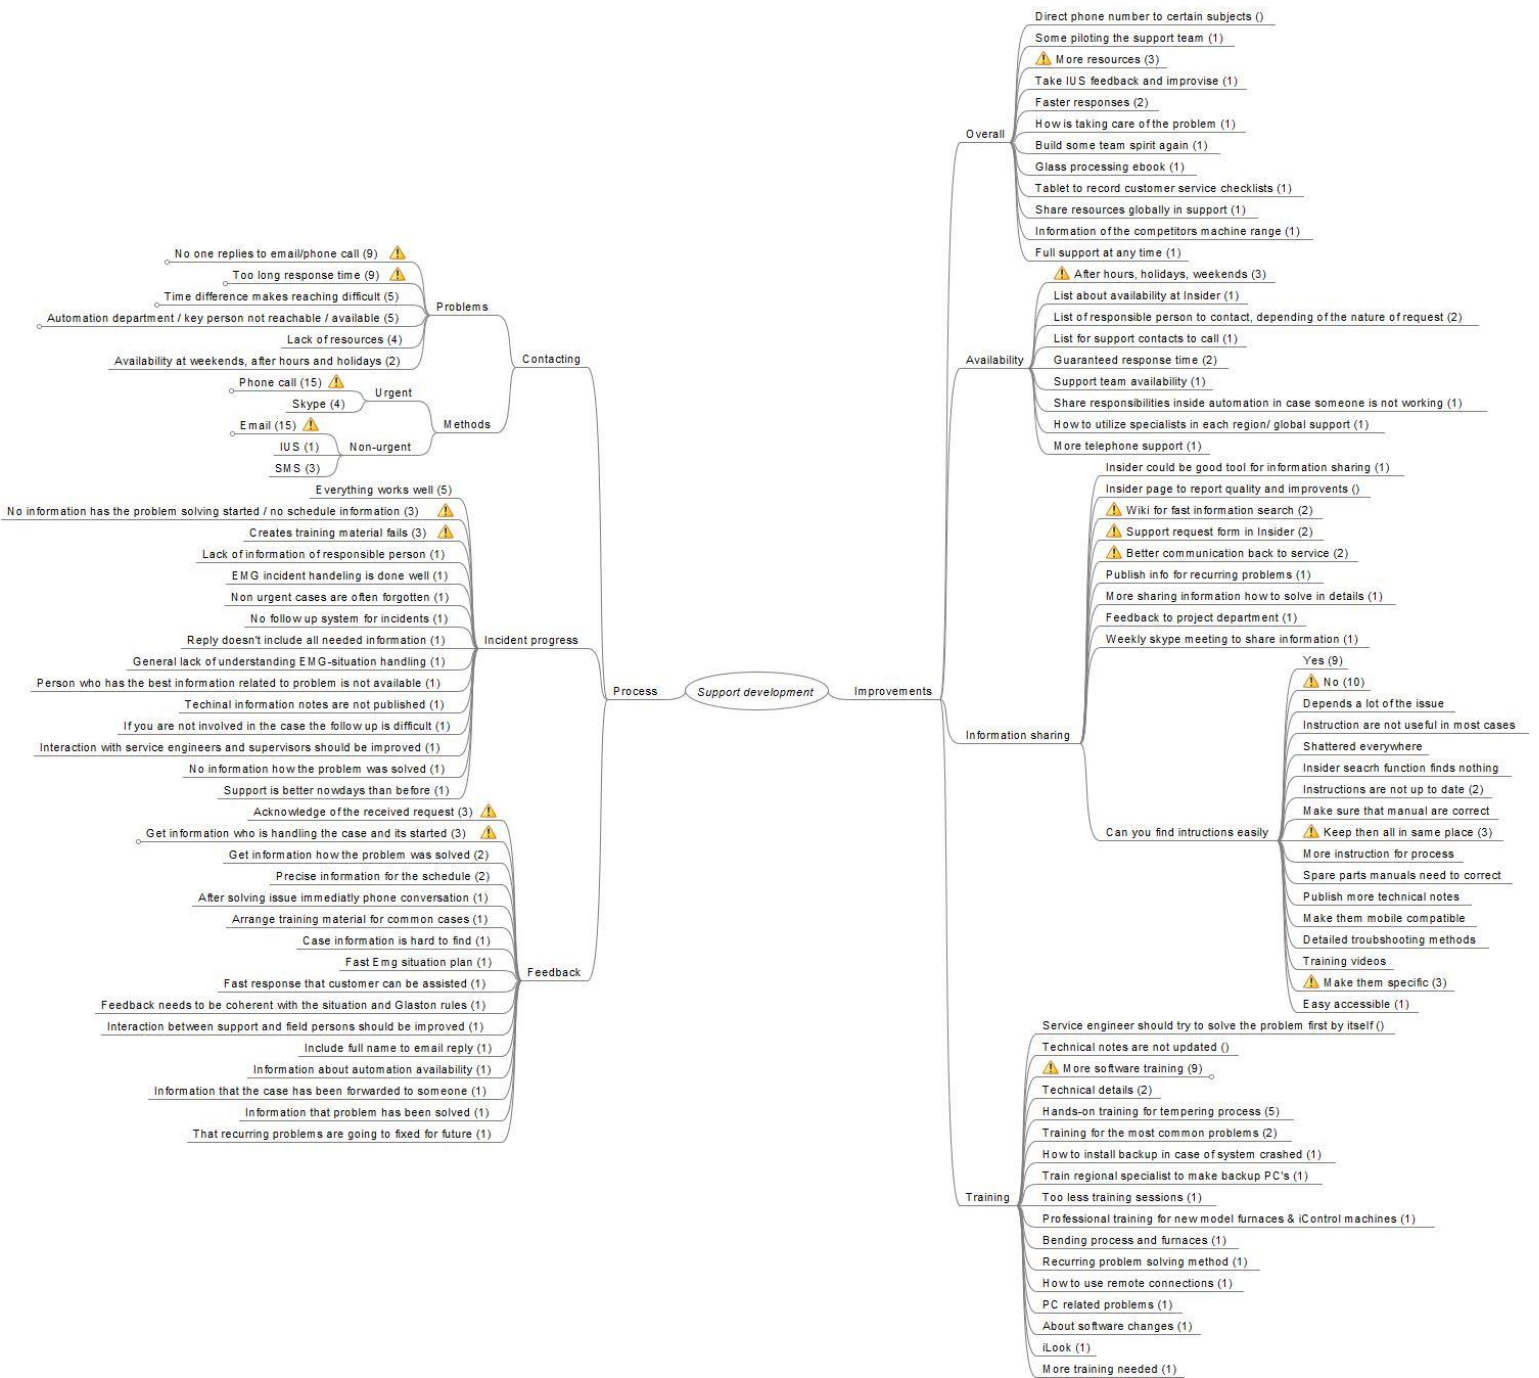 Support development
Process
Contacting
Problems
No one replies to email/phone call (9)
Too long response time (9)
Time difference makes reaching difficult (5)
Automation department / key person not reachable / available (5)
Lack of resources (4)
Availability at weekends, after hours and holidays (2)
Methods
Urgent
Phone call (15)
Skype (4)
Non-urgent
Email (15)
IUS (1)
SMS (3)
Incident progress
Everything works well (5)
No information has the problem solving started / no schedule information (3)
Creates training material fails (3)
Lack of information of responsible person (1)
EMG incident handeling is done well (1)
Non urgent cases are often forgotten (1)
No follow up system for incidents (1)
Reply doesn't include all needed information (1)
General lack of understanding EMG-situation handling (1)
Person who has the best information related to problem is not available (1)
Techinal information notes are not published (1)
If you are not involved in the case the follow up is difficult (1)
Interaction with service engineers and supervisors should be improved (1)
No information how the problem was solved (1)
Support is better nowdays than before (1)
Feedback
Acknowledge of the received request (3)
Get information who is handling the case and its started (3)
Get information how the problem was solved (2)
Precise information for the schedule (2)
After solving issue immediatly phone conversation (1)
Arrange training material for common cases (1)
Case information is hard to find (1)
Fast Emg situation plan (1)
Fast response that customer can be assisted (1)
Feedback needs to be coherent with the situation and Glaston rules (1)
Interaction between support and field persons should be improved (1)
Include full name to email reply (1)
Information about automation availability (1)
Information that the case has been forwarded to someone (1)
Information that problem has been solved (1)
That recurring problems are going to fixed for future (1)
Improvements
Overall
Direct phone number to certain subjects ()
Some piloting the support team (1)
More resources (3)
Take IUS feedback and improvise (1)
Faster responses (2)
How is taking care of the problem (1)
Build some team spirit again (1)
Glass processing ebook (1)
Tablet to record customer service checklists (1)
Share resources globally in support (1)
Information of the competitors machine range (1)
Full support at any time (1)
Availability
After hours, holidays, weekends (3)
List about availability at Insider (1)
List of responsible person to contact, depending of the nature of request (2)
List for support contacts to call (1)
Guaranteed response time (2)
Support team availability (1)
Share responsibilities inside automation in case someone is not working (1)
How to utilize specialists in each region/ global support (1)
More telephone support (1)
Information sharing
Insider could be good tool for information sharing (1)
Insider page to report quality and improvents ()
Wiki for fast information search (2)
Support request form in Insider (2)
Better communication back to service (2)
Publish info for recurring problems (1)
More sharing information how to solve in details (1)
Feedback to project department (1)
Weekly skype meeting to share information (1)
Can you find intructions easily
Yes (9)
No (10)
Depends a lot of the issue
Instruction are not useful in most cases
Shattered everywhere
Insider seacrh function finds nothing
Instructions are not up to date (2)
Make sure that manual are correct
Keep then all in same place (3)
More instruction for process
Spare parts manuals need to correct
Publish more technical notes
Make them mobile compatible
Detailed troubshooting methods
Training videos
Make them specific (3)
Easy accessible (1)
Training
Service engineer should try to solve the problem first by itself ()
Technical notes are not updated ()
More software training (9)
Technical details (2)
Hands-on training for tempering process (5)
Training for the most common problems (2)
How to install backup in case of system crashed (1)
Train regional specialist to make backup PC's (1)
Too less training sessions (1)
Professional training for new model furnaces & iControl machines (1)
Bending process and furnaces (1)
Recurring problem solving method (1)
How to use remote connections (1)
PC related problems (1)
About software changes (1)
iLook (1)
More training needed (1)